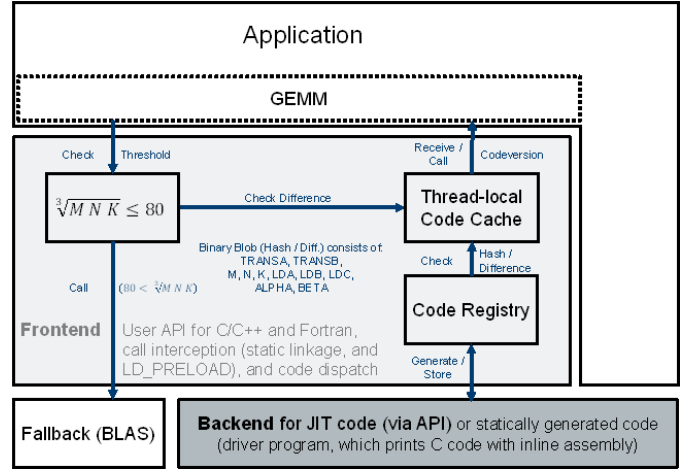 Application
GEMM
Check Threshold
Receive / Call Codeversion
∛(M N K) ≤ 80
Check Difference
Thread-local
Code Cache
Binary Blob (Hash / Diff.) consists of:
TRANSA, TRANSB,
M, N, K, LDA, LDB, LDC,
ALPHA, BETA
Check Hash / Difference
Call (80 < ∛(M N K))
Code Registry
Frontend
User API for C/C++ and Fortran,
call interception (static linkage, and
LD_PRELOAD), and code dispatch
Generate /
Store
Fallback (BLAS)
Backend for JIT code (via API) or statically generated code
(driver program, which prints C code with inline assembly)